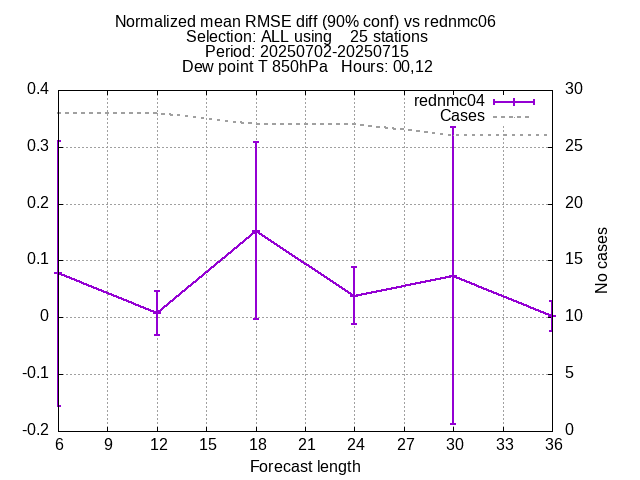 Normalized mean RMSE diff (90% conf) vs rednmc06
Selection: ALL using    25 stations
Period: 20250702-20250715
Dew point T 850hPa   Hours: 00,12
0.4
0.3
0.2
0.1
0
-0.1
-0.2
rednmc04
Cases
30
25
20
15
10
5
0
No cases
6 9 12 15 18 21 24 27 30 33 36
Forecast length